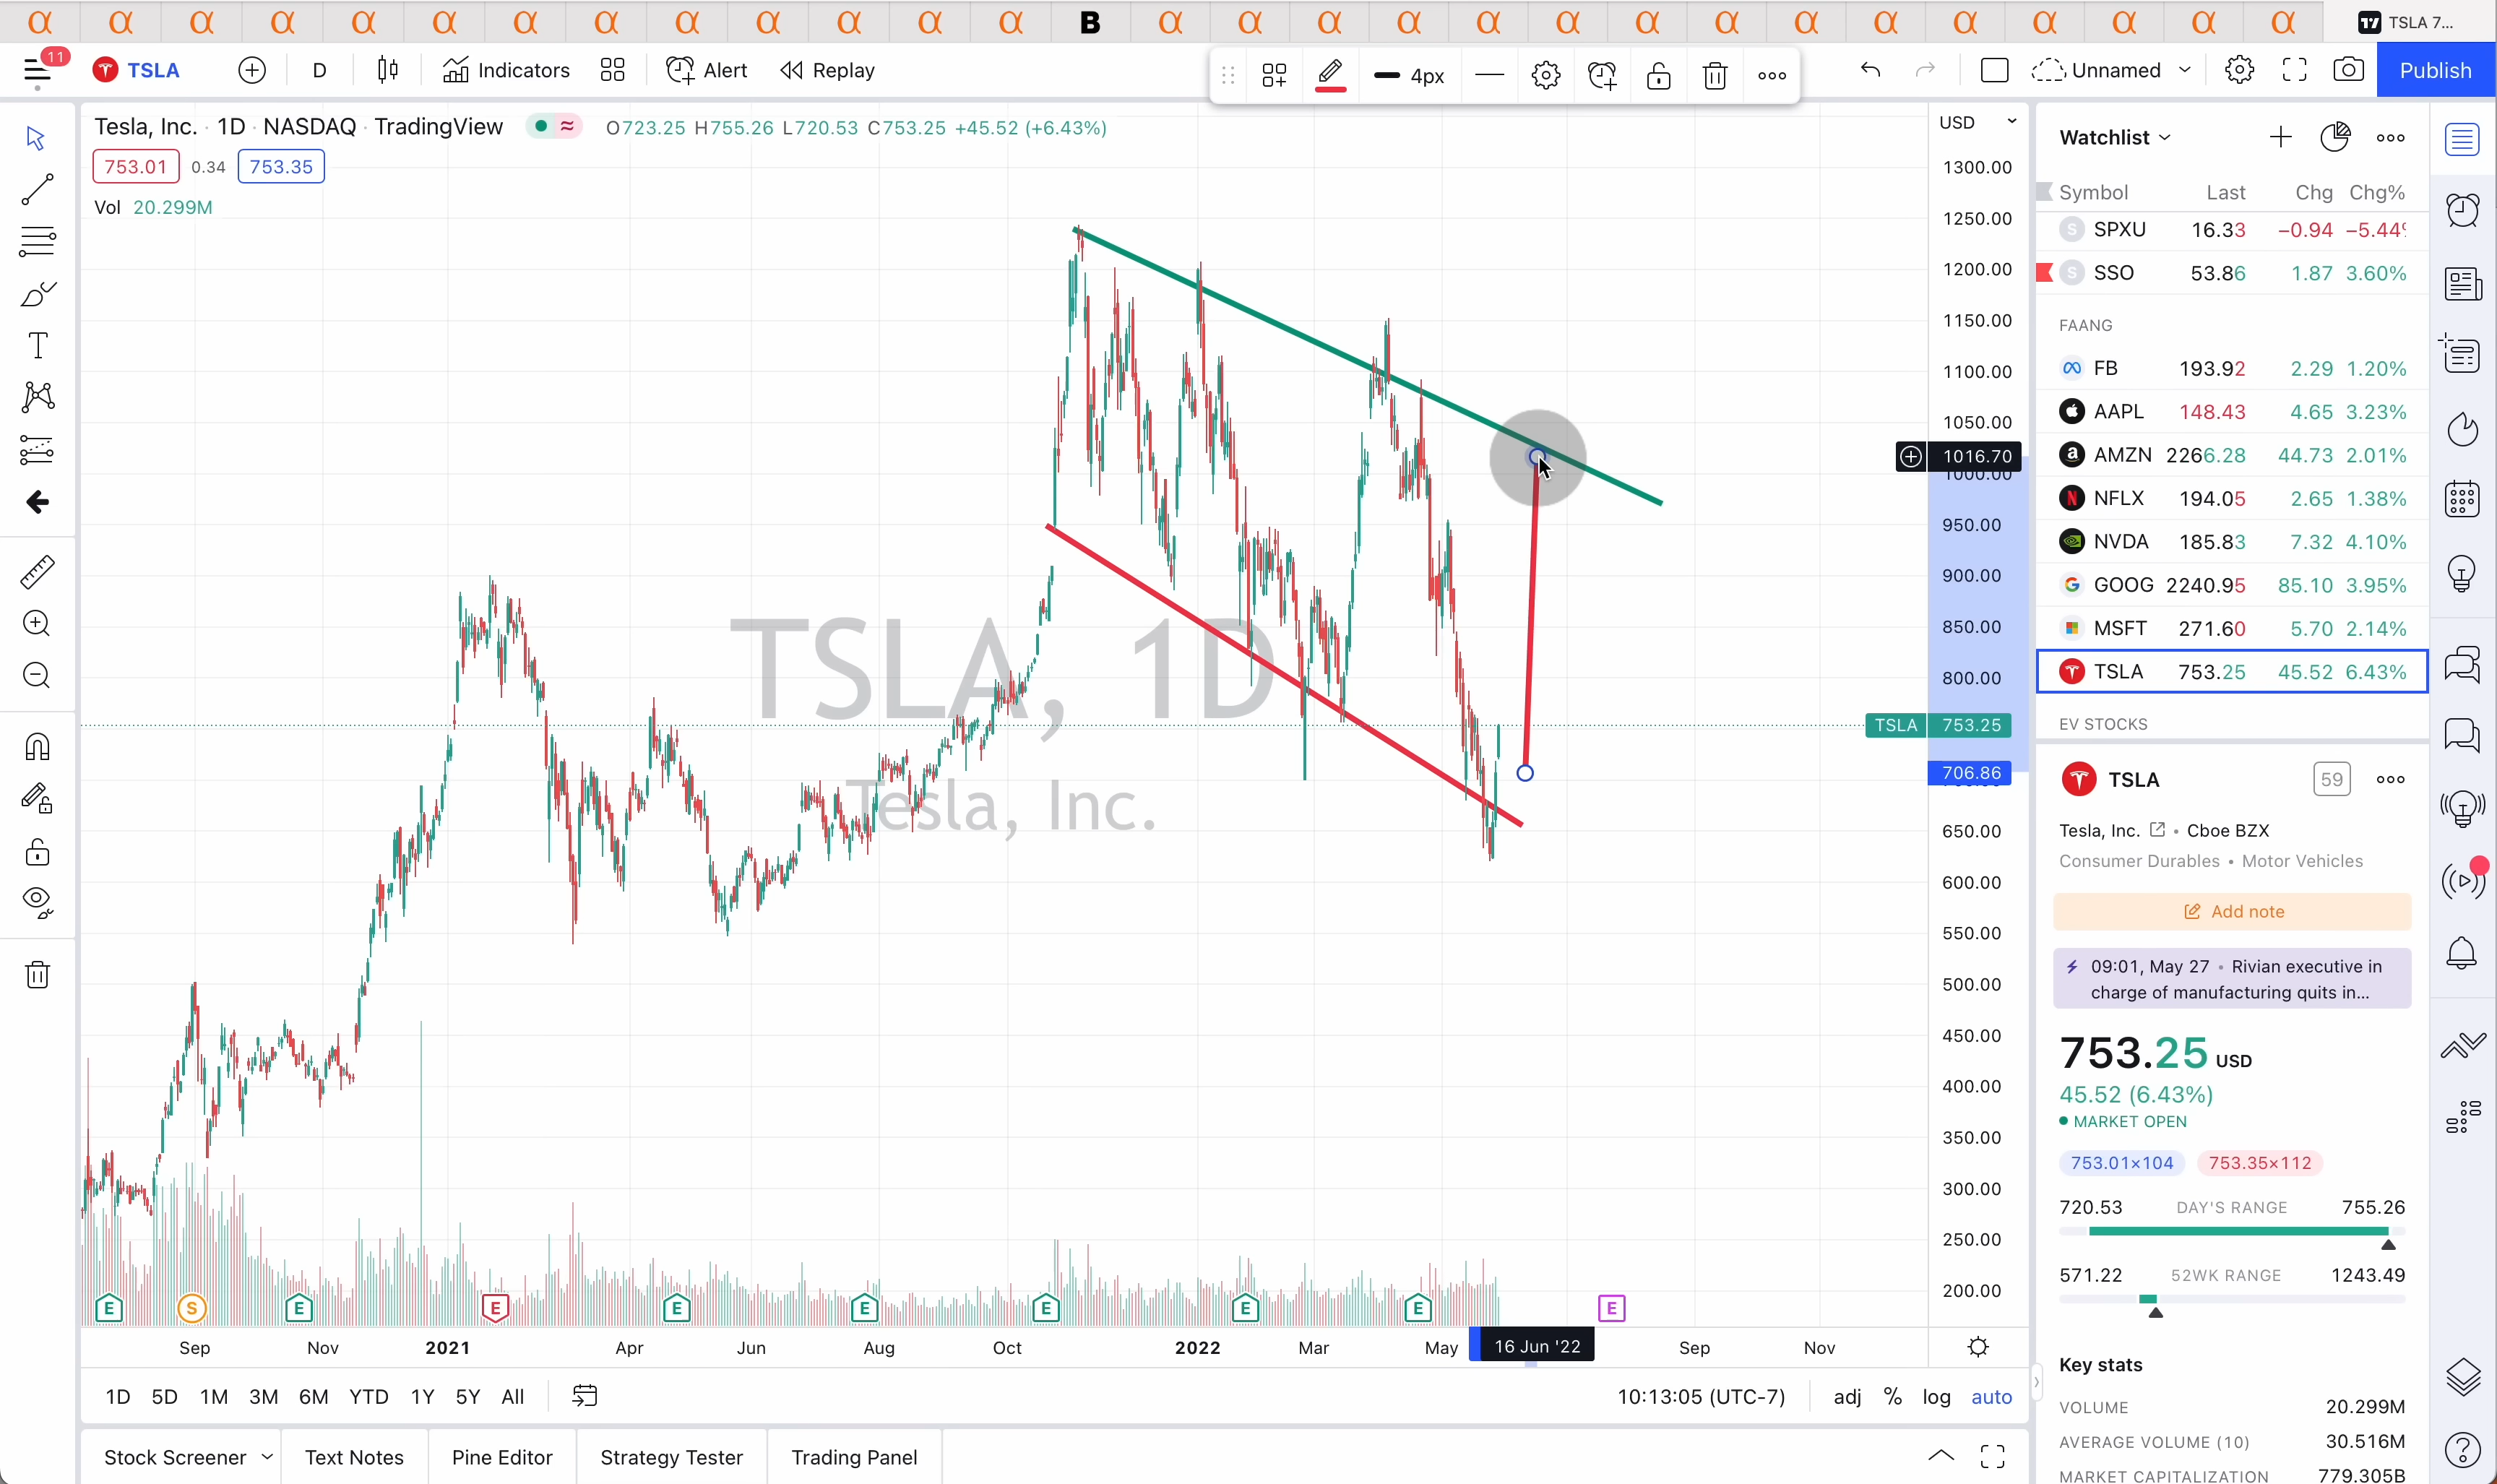 α α α α α α α α α α α α α B α α α α α α α α α α α α α α α TSLA 7...
11
TSLA D Indicators Alert Replay 4px Unnamed Publish
Tesla, Inc. · 1D · NASDAQ · TradingView O723.25 H755.26 L720.53 C753.25 +45.52 (+6.43%)
753.01 0.34 753.35
Vol 20.299M
USD
1300.00
1250.00
1200.00
1150.00
1100.00
1050.00
1016.70
1000.00
950.00
900.00
850.00
800.00
TSLA 753.25
706.86
650.00
600.00
550.00
500.00
450.00
400.00
350.00
300.00
250.00
200.00
TSLA, 1D
Tesla, Inc.
E S E E E E E E E E
Sep Nov 2021 Apr Jun Aug Oct 2022 Mar May 16 Jun '22 Sep Nov
1D 5D 1M 3M 6M YTD 1Y 5Y All 10:13:05 (UTC-7) adj % log auto
Stock Screener Text Notes Pine Editor Strategy Tester Trading Panel
Watchlist
Symbol Last Chg Chg%
S SPXU 16.33 −0.94 −5.44
S SSO 53.86 1.87 3.60%
FAANG
FB 193.92 2.29 1.20%
AAPL 148.43 4.65 3.23%
AMZN 2266.28 44.73 2.01%
NFLX 194.05 2.65 1.38%
NVDA 185.83 7.32 4.10%
GOOG 2240.95 85.10 3.95%
MSFT 271.60 5.70 2.14%
TSLA 753.25 45.52 6.43%
EV STOCKS
TSLA 59
Tesla, Inc. • Cboe BZX
Consumer Durables • Motor Vehicles
Add note
09:01, May 27 • Rivian executive in
charge of manufacturing quits in...
753.25 USD
45.52 (6.43%)
MARKET OPEN
753.01×104 753.35×112
720.53 DAY'S RANGE 755.26
571.22 52WK RANGE 1243.49
Key stats
VOLUME 20.299M
AVERAGE VOLUME (10) 30.516M
MARKET CAPITALIZATION 779.305B